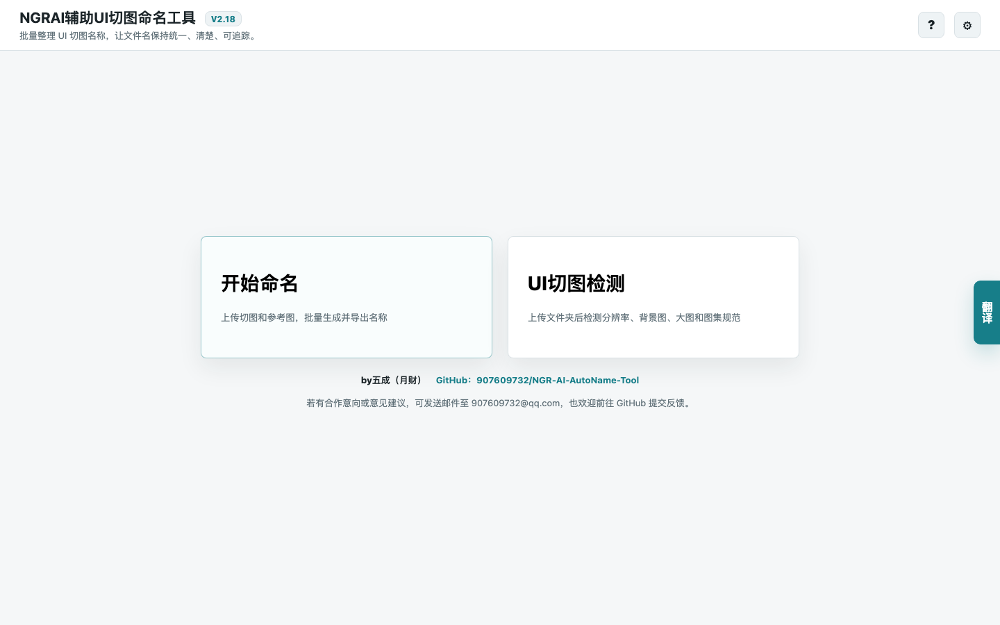 NGRAI辅助UI切图命名工具 V2.18
批量整理 UI 切图名称，让文件名保持统一、清楚、可追踪。
?
开始命名
上传切图和参考图，批量生成并导出名称
UI切图检测
上传文件夹后检测分辨率、背景图、大图和图集规范
翻译
by五成（月财） GitHub：907609732/NGR-AI-AutoName-Tool
若有合作意向或意见建议，可发送邮件至 907609732@qq.com，也欢迎前往 GitHub 提交反馈。